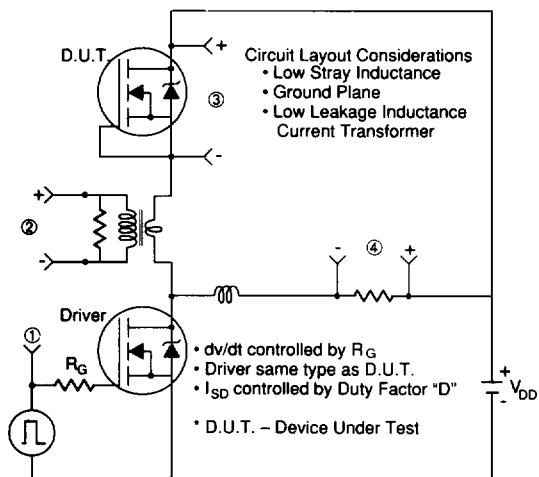 D.U.T.
+
③
-
Circuit Layout Considerations
• Low Stray Inductance
• Ground Plane
• Low Leakage Inductance
Current Transformer
+
②
-
-
④
+
Driver
①
RG
• dv/dt controlled by RG
• Driver same type as D.U.T.
• ISD controlled by Duty Factor "D"
* D.U.T. – Device Under Test
+
-
VDD